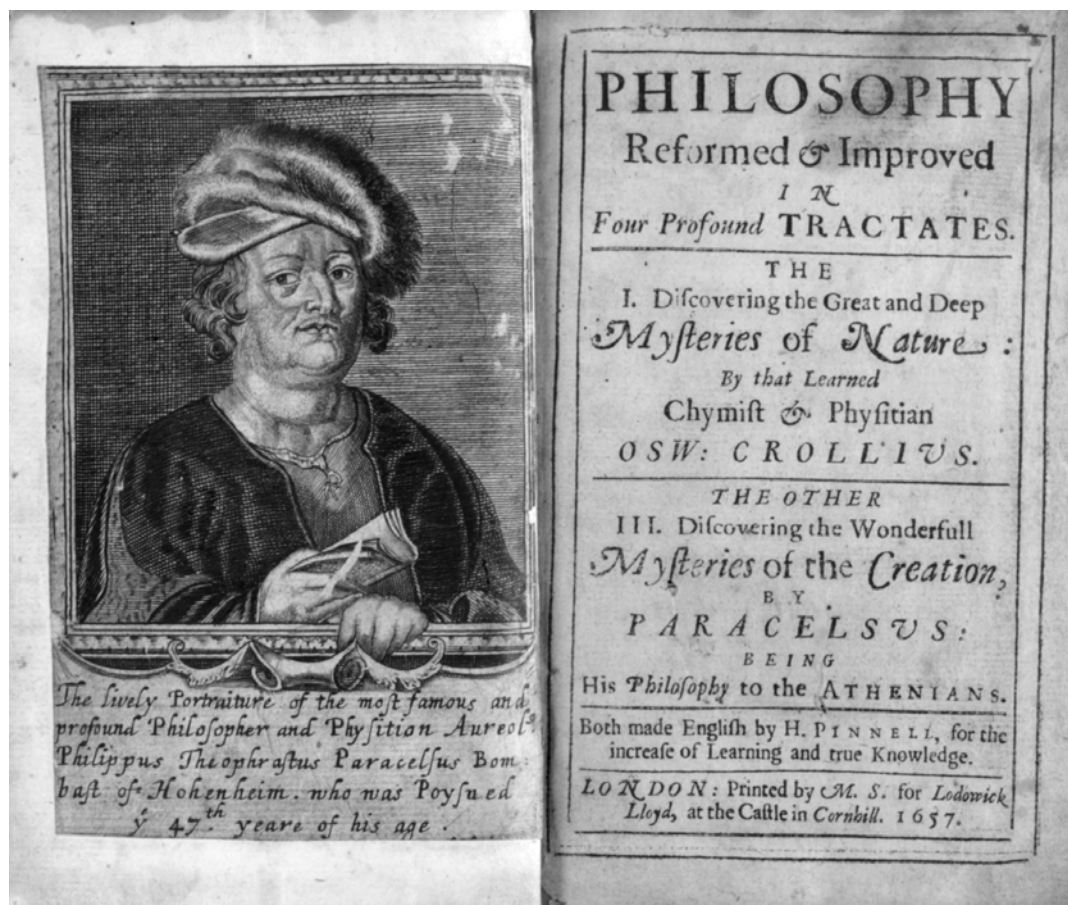 The lively Portraiture of the moſt famous and
profound Philoſopher and Phyſition Aureol:
Philippus Theophraſtus Paracelſus Bom:
baſt of Hohenheim. who was Poyſned
yͤ 47th yeare of his age.
PHILOSOPHY
Reformed & Improved
IN
Four Profound TRACTATES.
THE
I. Diſcovering the Great and Deep
Myſteries of Nature:
By that Learned
Chymiſt & Phyſitian
OSW: CROLLIVS.
THE OTHER
III. Diſcovering the Wonderfull
Myſteries of the Creation,
BY
PARACELSVS:
BEING
His Philoſophy to the ATHENIANS.
Both made Engliſh by H. PINNELL, for the
increaſe of Learning and true Knowledge.
LONDON: Printed by M. S. for Lodowick
Lloyd, at the Caſtle in Cornhill. 1657.